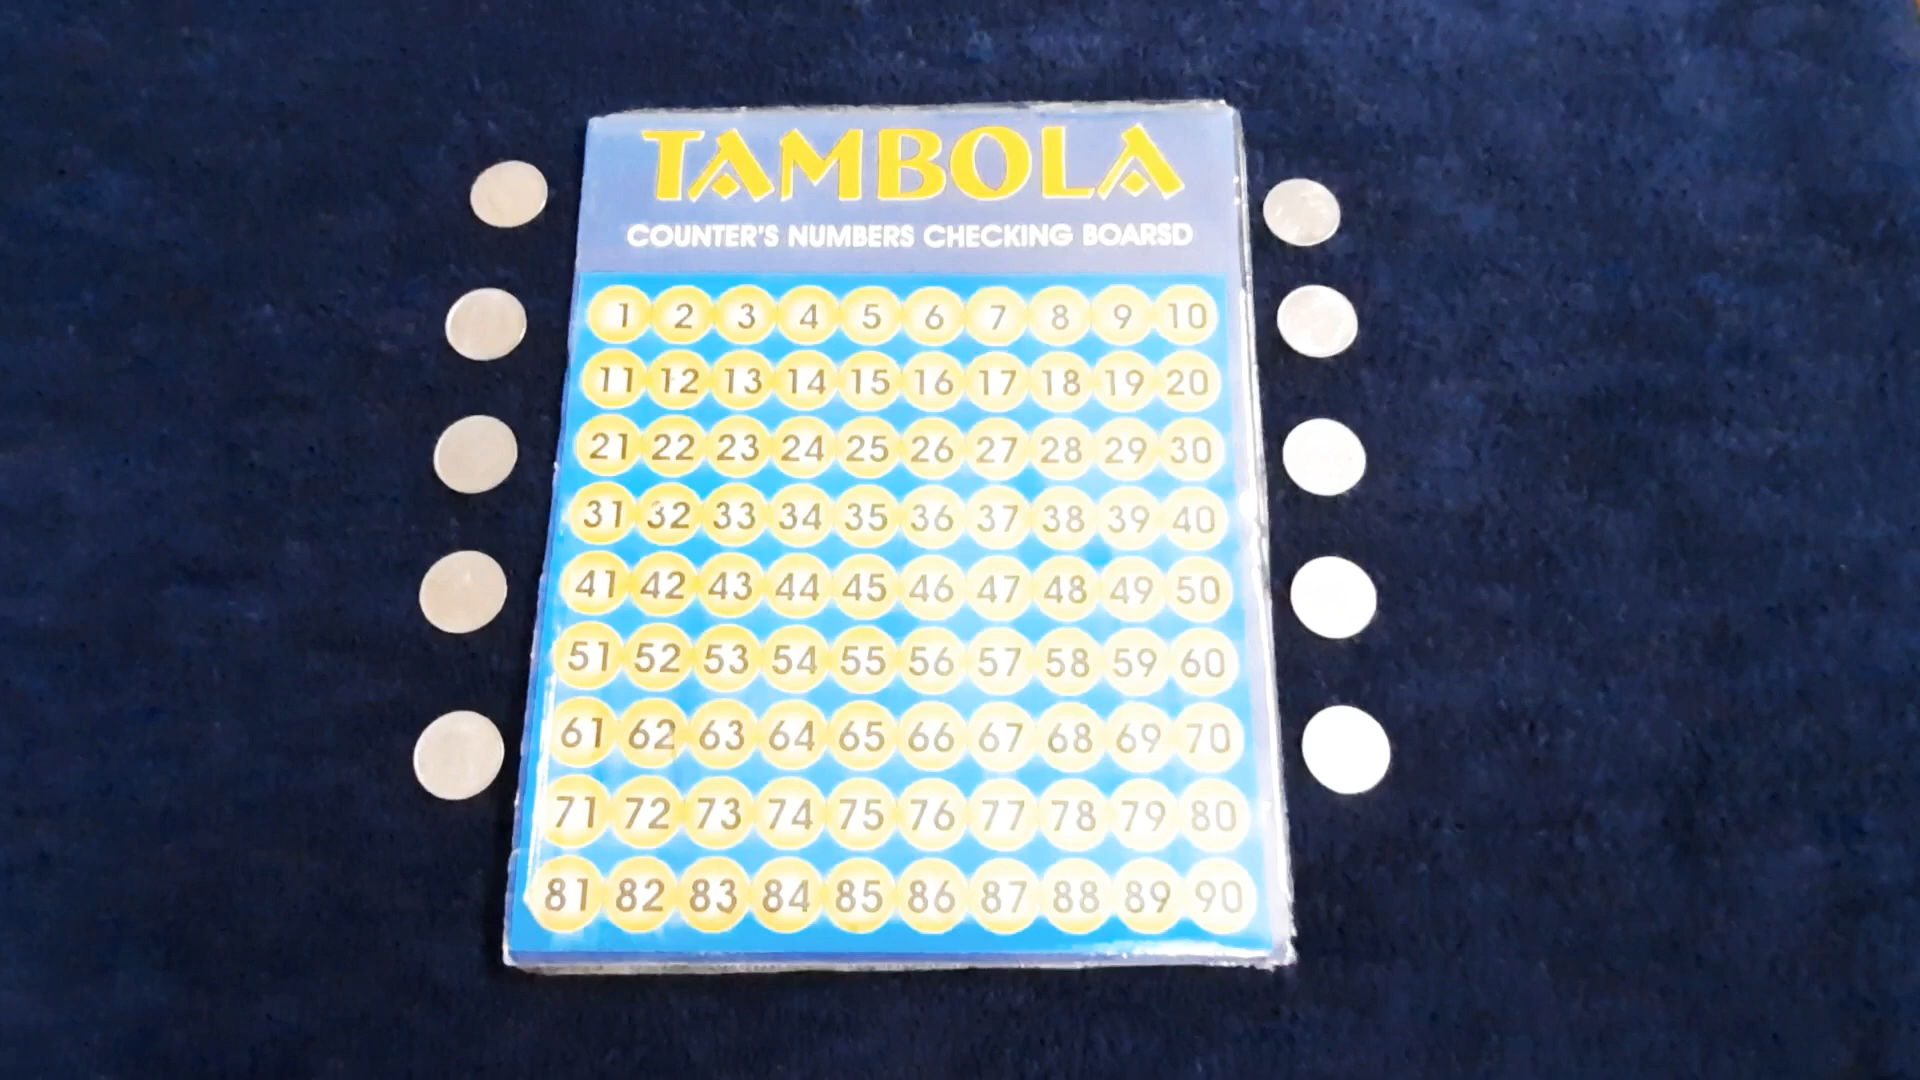 TAMBOLA
COUNTER'S NUMBERS CHECKING BOARSD
1 2 3 4 5 6 7 8 9 10
11 12 13 14 15 16 17 18 19 20
21 22 23 24 25 26 27 28 29 30
31 32 33 34 35 36 37 38 39 40
41 42 43 44 45 46 47 48 49 50
51 52 53 54 55 56 57 58 59 60
61 62 63 64 65 66 67 68 69 70
71 72 73 74 75 76 77 78 79 80
81 82 83 84 85 86 87 88 89 90